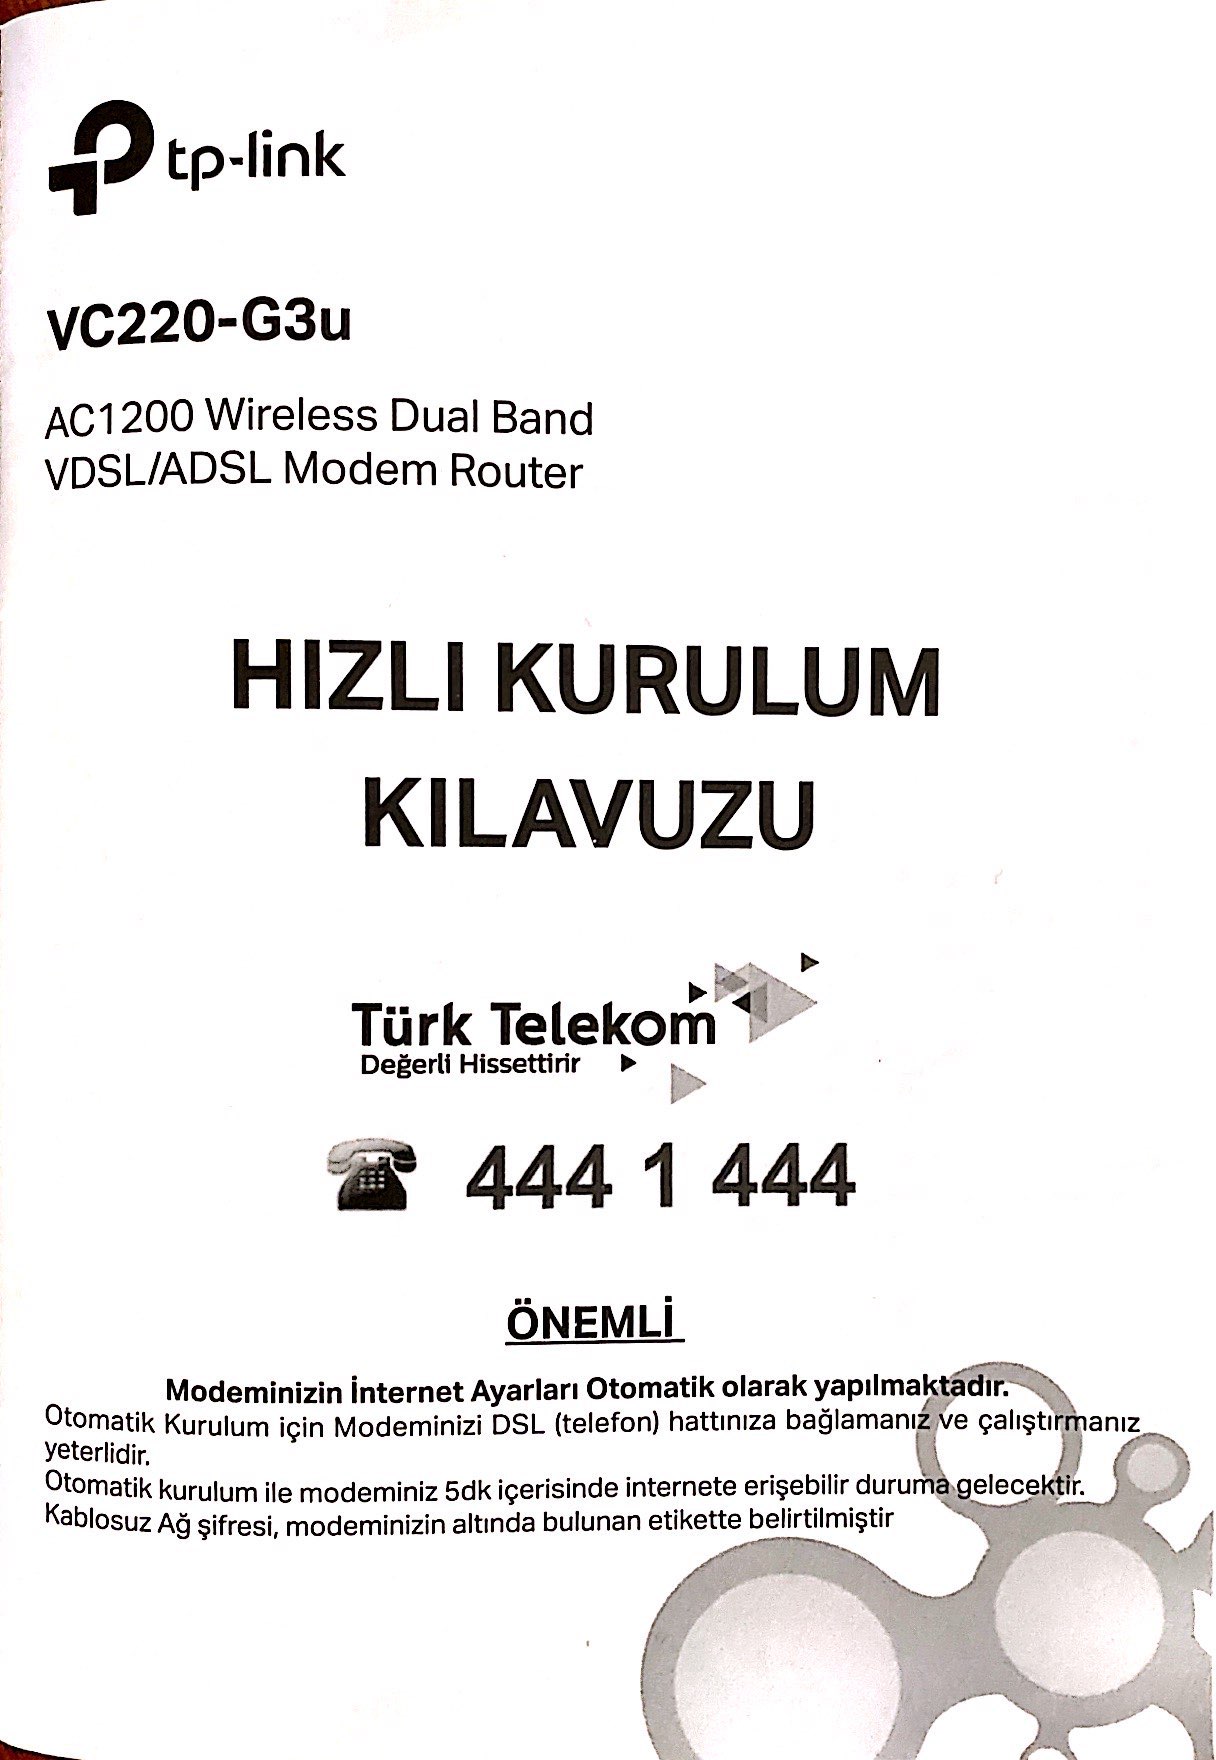 tp-link
VC220-G3u
AC1200 Wireless Dual Band
VDSL/ADSL Modem Router
HIZLI KURULUM
KILAVUZU
Türk Telekom
Değerli Hissettirir
444 1 444
ÖNEMLİ
Modeminizin İnternet Ayarları Otomatik olarak yapılmaktadır.
Otomatik Kurulum için Modeminizi DSL (telefon) hattınıza bağlamanız ve çalıştırmanız
yeterlidir.
Otomatik kurulum ile modeminiz 5dk içerisinde internete erişebilir duruma gelecektir.
Kablosuz Ağ şifresi, modeminizin altında bulunan etikette belirtilmiştir